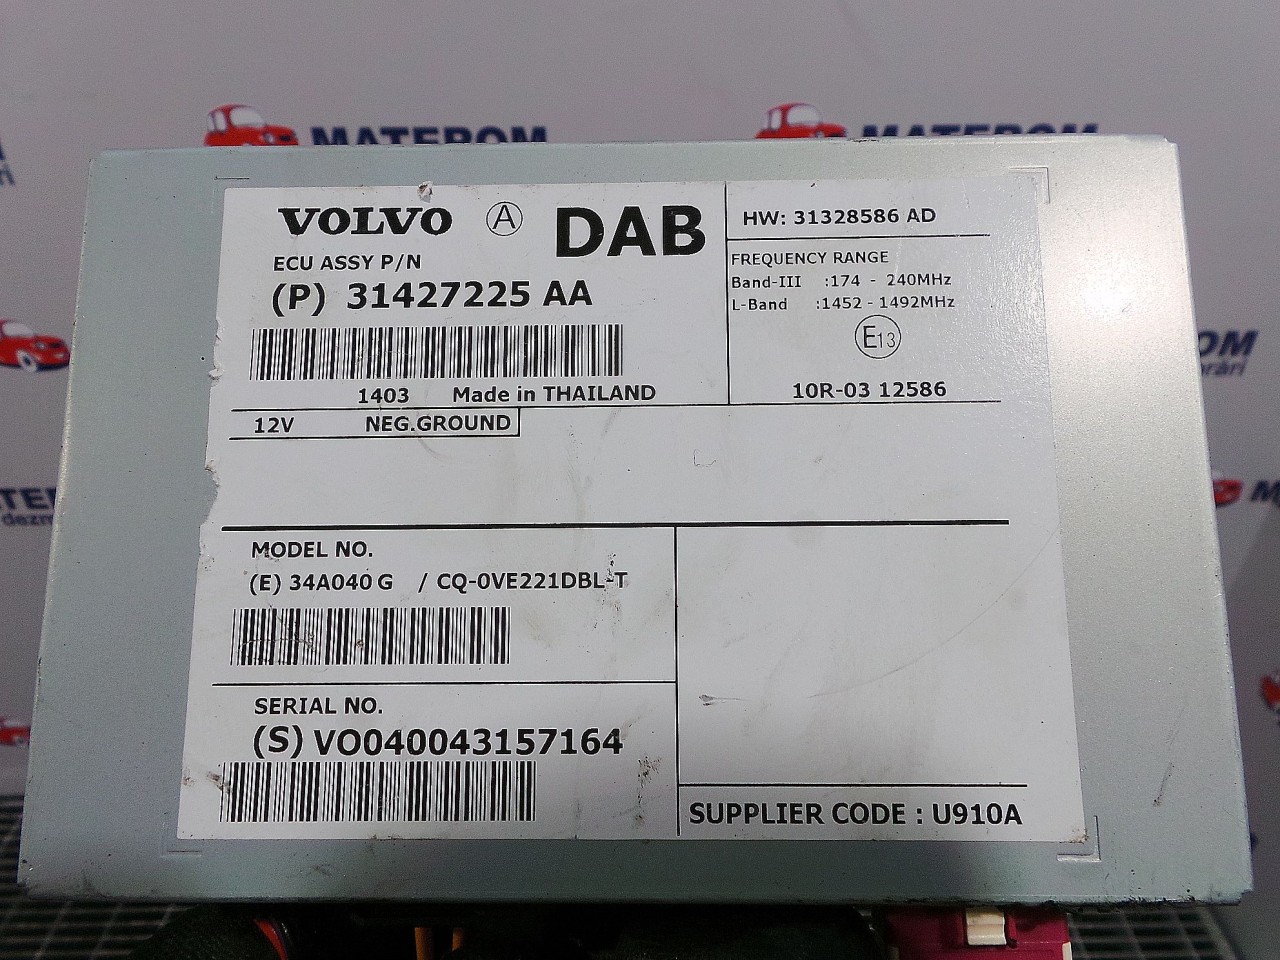 MATEROM MATEROM
VOLVO A DAB
ECU ASSY P/N
(P) 31427225 AA
1403 Made in THAILAND
12V NEG.GROUND
HW: 31328586 AD
FREQUENCY RANGE
Band-III :174 - 240MHz
L-Band :1452 - 1492MHz
E13
10R-03 12586
MODEL NO.
(E) 34A040 G / CQ-0VE221DBL-T
SERIAL NO.
(S) VO040043157164
SUPPLIER CODE : U910A